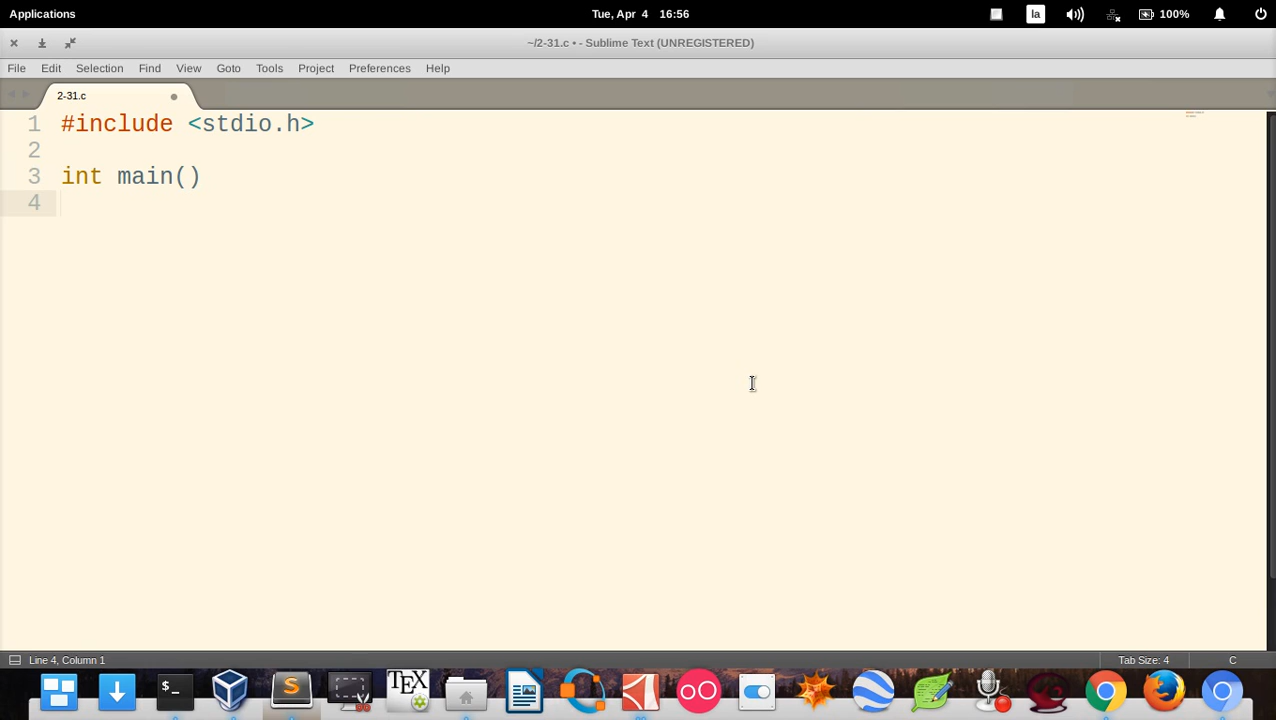 Applications
Tue, Apr 4 16:56
la
100%
~/2-31.c • - Sublime Text (UNREGISTERED)
File Edit Selection Find View Goto Tools Project Preferences Help
2-31.c
1 #include <stdio.h>
2
3 int main()
4
Line 4, Column 1
Tab Size: 4
C
>_
S
TEX